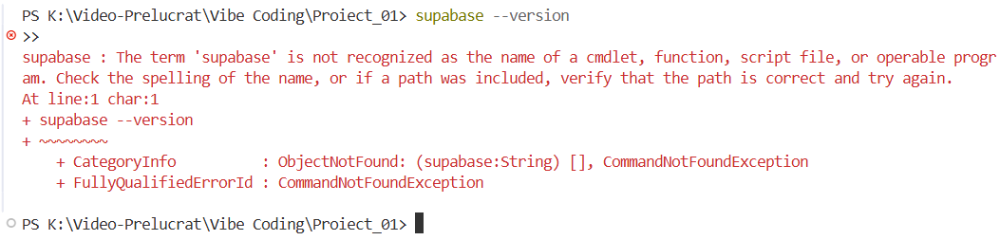 PS K:\Video-Prelucrat\Vibe Coding\Proiect_01> supabase --version
>>
supabase : The term 'supabase' is not recognized as the name of a cmdlet, function, script file, or operable progr
am. Check the spelling of the name, or if a path was included, verify that the path is correct and try again.
At line:1 char:1
+ supabase --version
+ ~~~~~~~~
    + CategoryInfo          : ObjectNotFound: (supabase:String) [], CommandNotFoundException
    + FullyQualifiedErrorId : CommandNotFoundException
PS K:\Video-Prelucrat\Vibe Coding\Proiect_01>